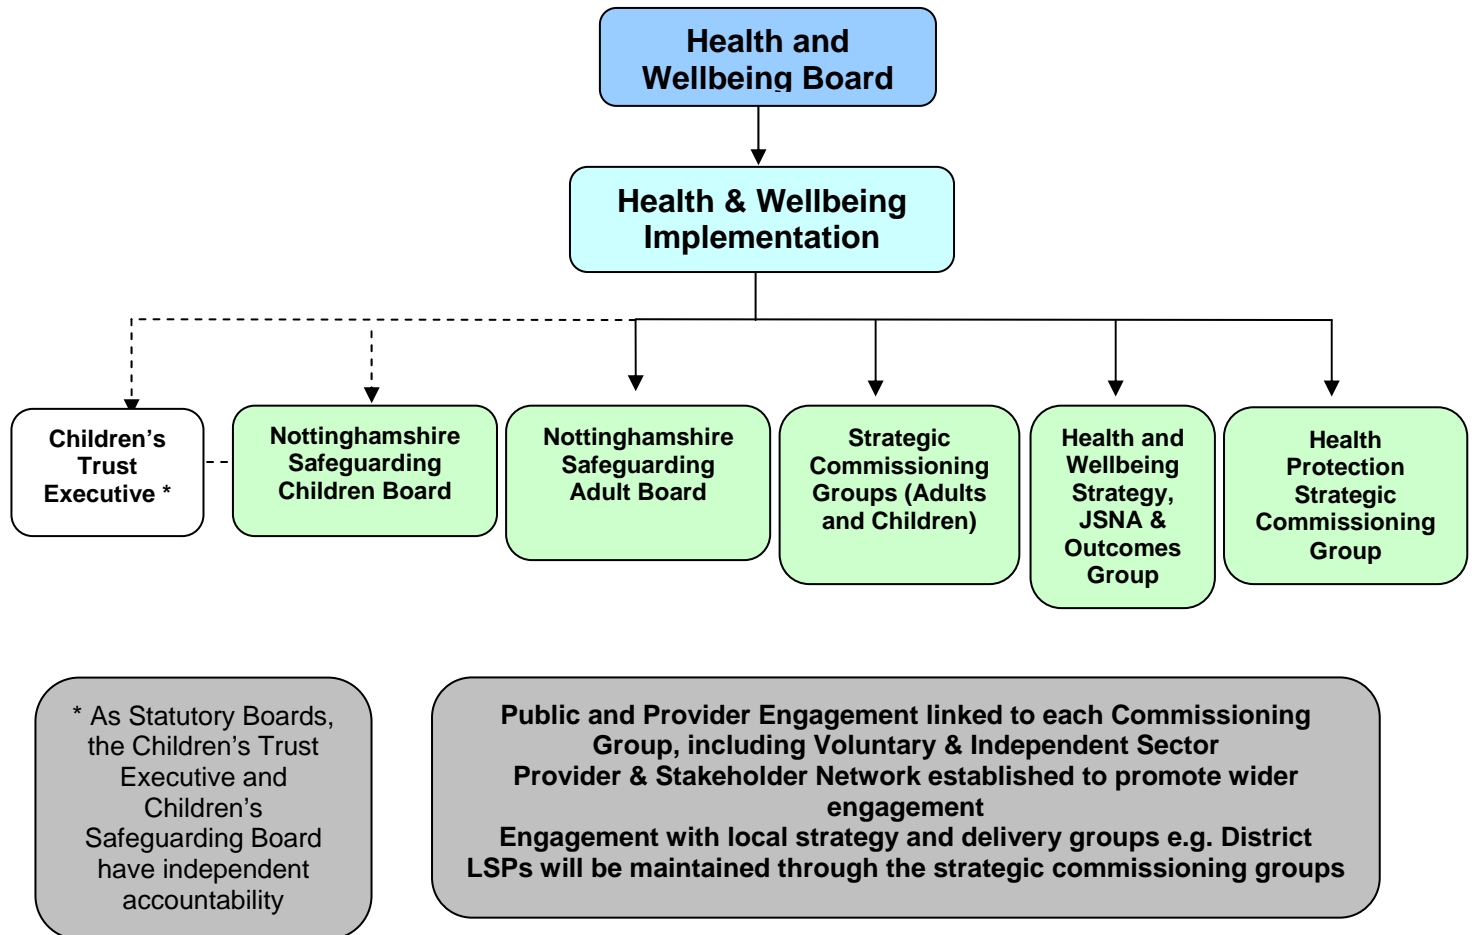 Health and
Wellbeing Board
Health & Wellbeing
Implementation
Children’s
Trust
Executive *
Nottinghamshire
Safeguarding
Children Board
Nottinghamshire
Safeguarding
Adult Board
Strategic
Commissioning
Groups (Adults
and Children)
Health and
Wellbeing
Strategy,
JSNA &
Outcomes
Group
Health
Protection
Strategic
Commissioning
Group
* As Statutory Boards,
the Children’s Trust
Executive and
Children’s
Safeguarding Board
have independent
accountability
Public and Provider Engagement linked to each Commissioning
Group, including Voluntary & Independent Sector
Provider & Stakeholder Network established to promote wider
engagement
Engagement with local strategy and delivery groups e.g. District
LSPs will be maintained through the strategic commissioning groups